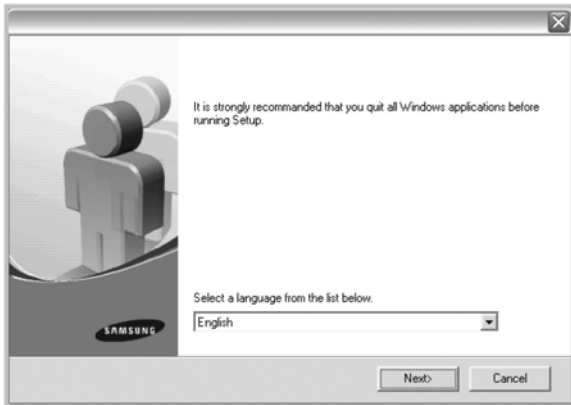 It is strongly recommanded that you quit all Windows applications before
running Setup.
Select a language from the list below.
English
SAMSUNG
Next>
Cancel